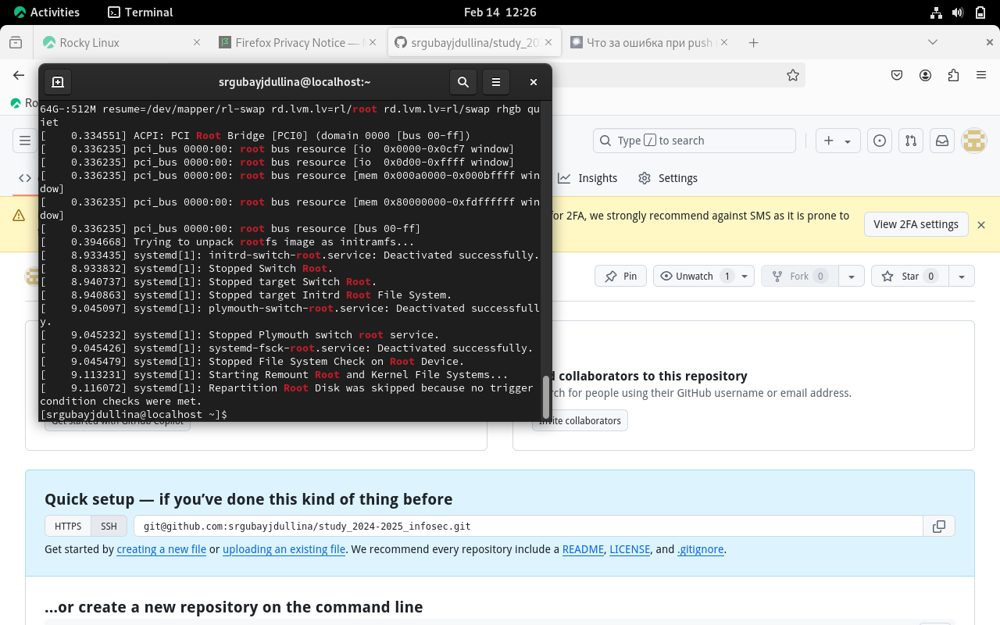 Activities
Terminal
Feb 14 12:26
Rocky Linux
Firefox Privacy Notice —
srgubayjdullina/study_20
Что за ошибка при push
srgubayjdullina@localhost:~
64G-:512M resume=/dev/mapper/rl-swap rd.lvm.lv=rl/root rd.lvm.lv=rl/swap rhgb qu
iet
[    0.334551] ACPI: PCI Root Bridge [PCI0] (domain 0000 [bus 00-ff])
[    0.336235] pci_bus 0000:00: root bus resource [io  0x0000-0x0cf7 window]
[    0.336235] pci_bus 0000:00: root bus resource [io  0x0d00-0xffff window]
[    0.336235] pci_bus 0000:00: root bus resource [mem 0x000a0000-0x000bffff win
dow]
[    0.336235] pci_bus 0000:00: root bus resource [mem 0x80000000-0xfdffffff win
dow]
[    0.336235] pci_bus 0000:00: root bus resource [bus 00-ff]
[    0.394668] Trying to unpack rootfs image as initramfs...
[    8.933435] systemd[1]: initrd-switch-root.service: Deactivated successfully.
[    8.933832] systemd[1]: Stopped Switch Root.
[    8.940737] systemd[1]: Stopped target Switch Root.
[    8.940863] systemd[1]: Stopped target Initrd Root File System.
[    9.045097] systemd[1]: plymouth-switch-root.service: Deactivated successfull
y.
[    9.045232] systemd[1]: Stopped Plymouth switch root service.
[    9.045426] systemd[1]: systemd-fsck-root.service: Deactivated successfully.
[    9.045479] systemd[1]: Stopped File System Check on Root Device.
[    9.113231] systemd[1]: Starting Remount Root and Kernel File Systems...
[    9.116072] systemd[1]: Repartition Root Disk was skipped because no trigger
condition checks were met.
[srgubayjdullina@localhost ~]$
Ro
Type / to search
Insights
Settings
for 2FA, we strongly recommend against SMS as it is prone to
View 2FA settings
Pin
Unwatch 1
Fork 0
Star 0
collaborators to this repository
rch for people using their GitHub username or email address.
Get started with GitHub Copilot
Invite collaborators
Quick setup — if you’ve done this kind of thing before
HTTPS
SSH
git@github.com:srgubayjdullina/study_2024-2025_infosec.git
Get started by creating a new file or uploading an existing file. We recommend every repository include a README, LICENSE, and .gitignore.
…or create a new repository on the command line